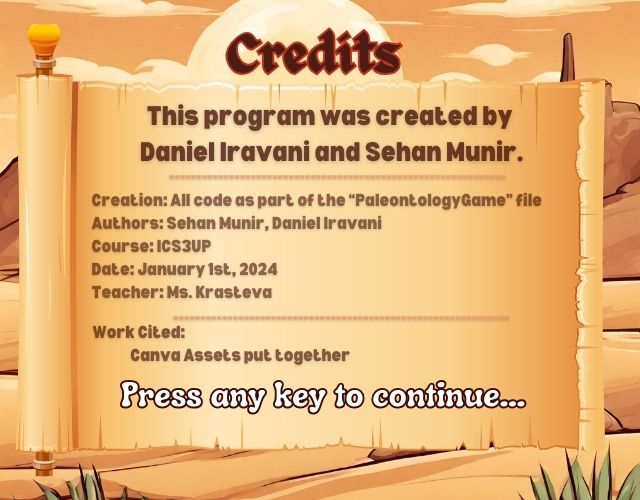 Credits
This program was created by
Daniel Iravani and Sehan Munir.
Creation: All code as part of the “PaleontologyGame” file
Authors: Sehan Munir, Daniel Iravani
Course: ICS3UP
Date: January 1st, 2024
Teacher: Ms. Krasteva
Work Cited:
Canva Assets put together
Press any key to continue...